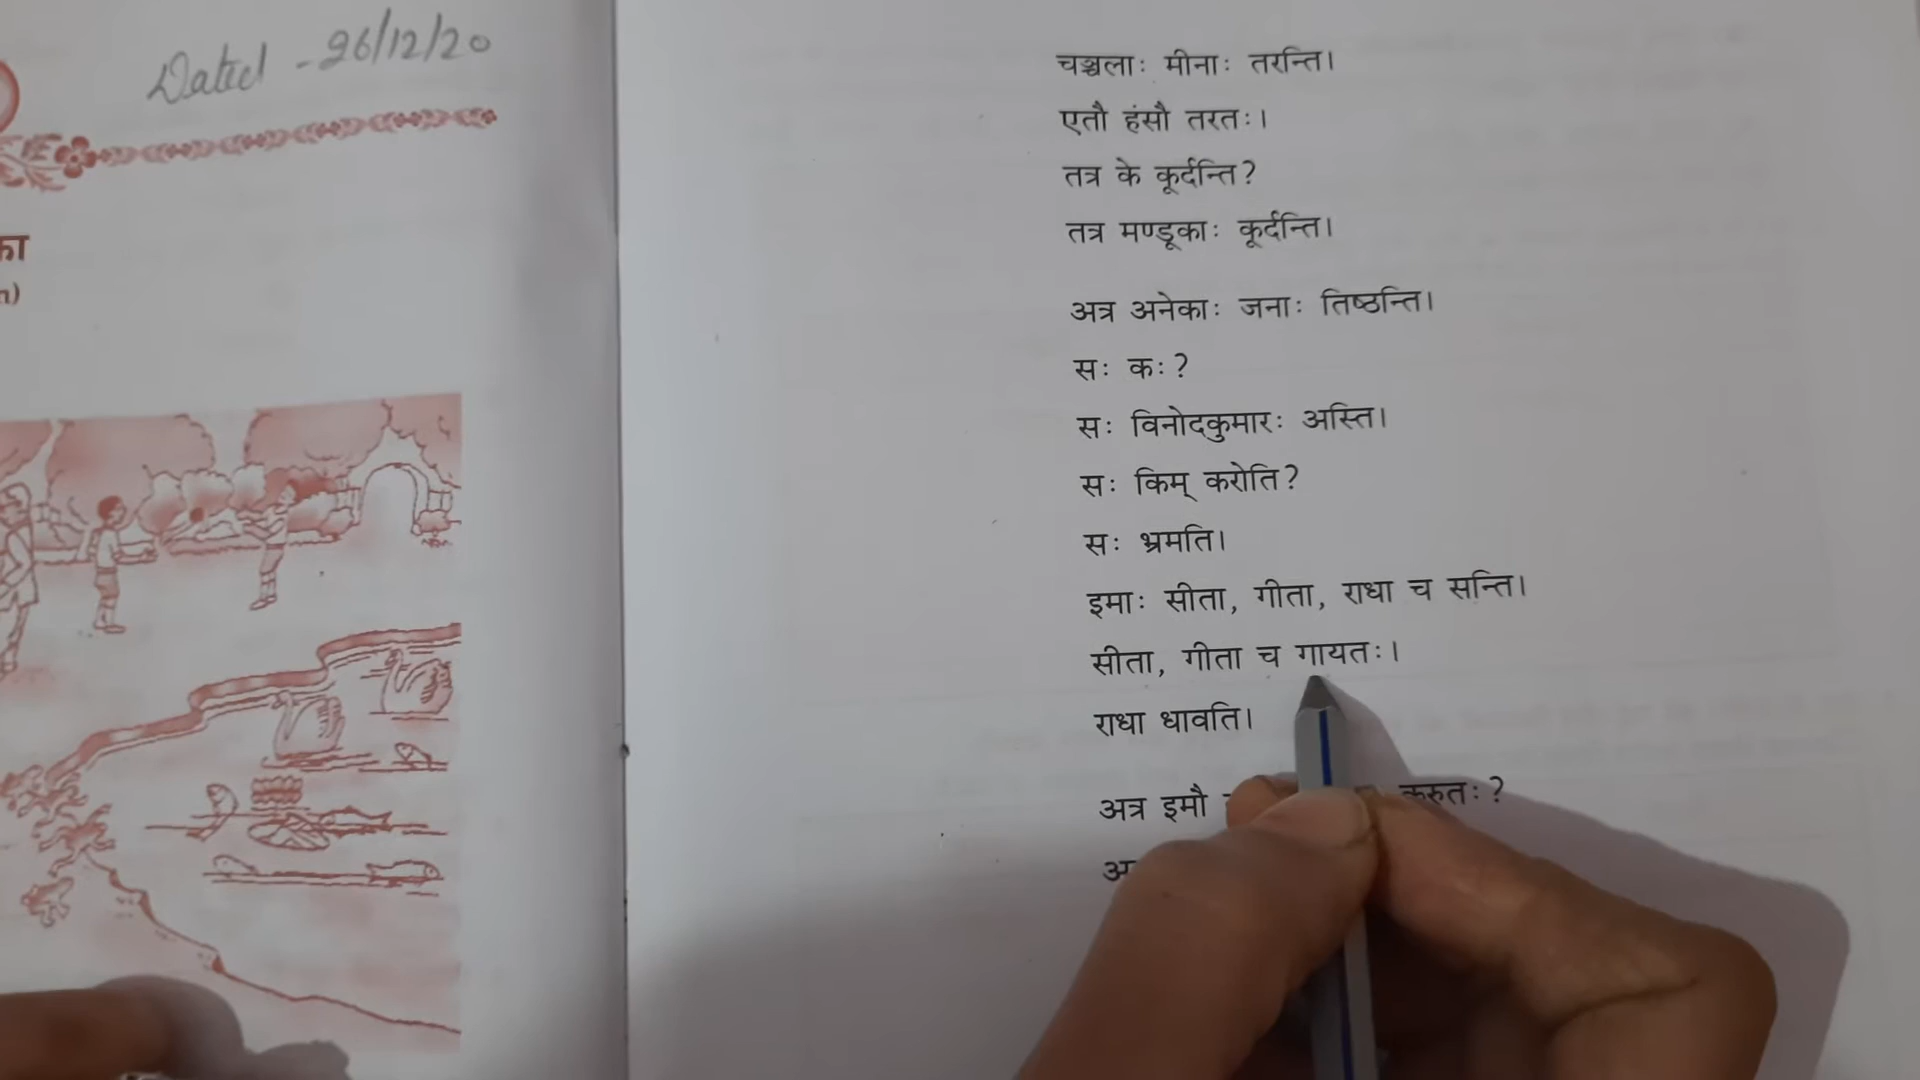 Dated - 26/12/20
चञ्चलाः मीनाः तरन्ति।
एतौ हंसौ तरतः।
तत्र के कूर्दन्ति?
तत्र मण्डूकाः कूर्दन्ति।
अत्र अनेकाः जनाः तिष्ठन्ति।
सः कः?
सः विनोदकुमारः अस्ति।
सः किम् करोति?
सः भ्रमति।
इमाः सीता, गीता, राधा च सन्ति।
सीता, गीता च गायतः।
राधा धावति।
अत्र इमौ कुरुतः?